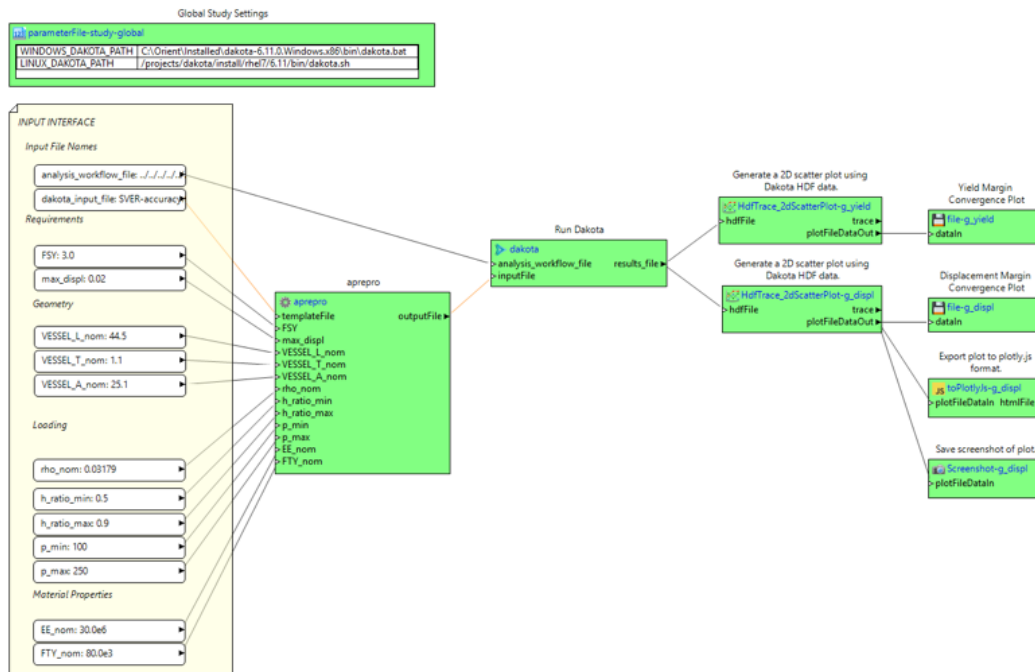 Global Study Settings
parameterFile-study-global
WINDOWS_DAKOTA_PATH C:\Orient\Installed\dakota-6.11.0.Windows.x86\bin\dakota.bat
LINUX_DAKOTA_PATH /projects/dakota/install/rhel7/6.11/bin/dakota.sh
INPUT INTERFACE
Input File Names
analysis_workflow_file: ../../../../..
dakota_input_file: SVER-accuracy
Requirements
FSY: 3.0
max_displ: 0.02
Geometry
VESSEL_L_nom: 44.5
VESSEL_T_nom: 1.1
VESSEL_A_nom: 25.1
Loading
rho_nom: 0.03179
h_ratio_min: 0.5
h_ratio_max: 0.9
p_min: 100
p_max: 250
Material Properties
EE_nom: 30.0e6
FTY_nom: 80.0e3
aprepro
aprepro
>templateFile outputFile
>FSY
>max_displ
>VESSEL_L_nom
>VESSEL_T_nom
>VESSEL_A_nom
>rho_nom
>h_ratio_min
>h_ratio_max
>p_min
>p_max
>EE_nom
>FTY_nom
Run Dakota
dakota
>analysis_workflow_file results_file
>inputFile
Generate a 2D scatter plot using
Dakota HDF data.
HdfTrace_2dScatterPlot-g_yield
>hdfFile trace
plotFileDataOut
Generate a 2D scatter plot using
Dakota HDF data.
HdfTrace_2dScatterPlot-g_displ
>hdfFile trace
plotFileDataOut
Yield Margin
Convergence Plot
file-g_yield
>dataIn
Displacement Margin
Convergence Plot
file-g_displ
>dataIn
Export plot to plotly.js
format.
JS toPlotlyJs-g_displ
>plotFileDataIn htmlFile
Save screenshot of plot
Screenshot-g_displ
>plotFileDataIn